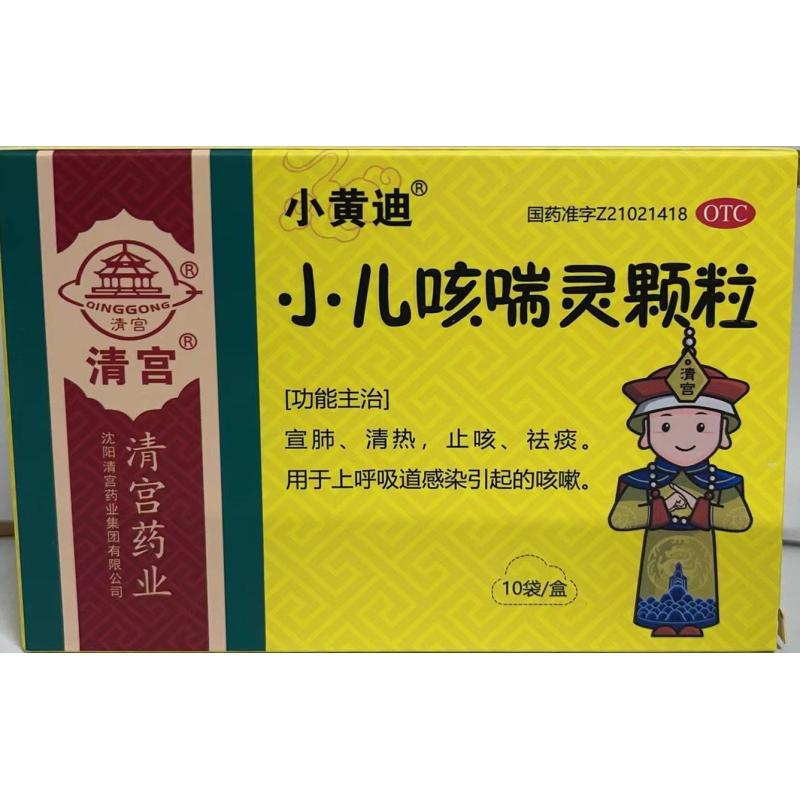 小黄迪®
国药准字Z21021418 OTC
小儿咳喘灵颗粒
[功能主治]
宣肺、清热，止咳、祛痰。
用于上呼吸道感染引起的咳嗽。
10袋/盒
清宫
QINGGONG ®
清宫
清宫®
清宫药业
沈阳清宫药业集团有限公司